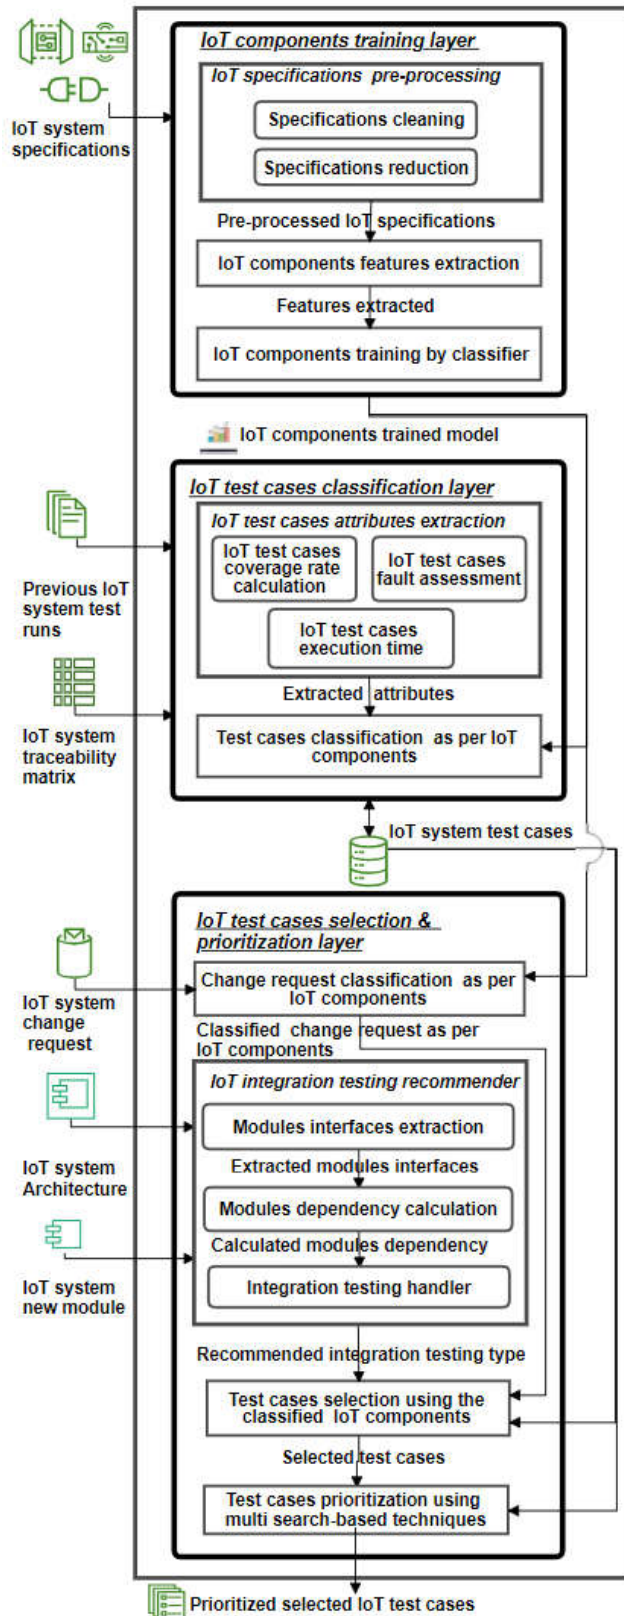 IoT components training layer
IoT specifications pre-processing
Specifications cleaning
IoT system
specifications
Specifications reduction
Pre-processed IoT specifications
IoT components features extraction
Features extracted
IoT components training by classifier
IoT components trained model
IoT test cases classification layer
IoT test cases attributes extraction
IoT test cases
coverage rate
calculation
IoT test cases
fault assessment
Previous IoT
system test
runs
IoT test cases
execution time
Extracted attributes
IoT system
traceability
matrix
Test cases classification as per IoT
components
IoT system test cases
IoT test cases selection &
prioritization layer
Change request classification as per
IoT components
IoT system
change
request
Classified change request as per
IoT components
IoT integration testing recommender
Modules interfaces extraction
IoT system
Architecture
Extracted modules interfaces
Modules dependency calculation
Calculated modules dependency
Integration testing handler
IoT system
new module
Recommended integration testing type
Test cases selection using the
classified IoT components
Selected test cases
Test cases prioritization using
multi search-based techniques
Prioritized selected IoT test cases